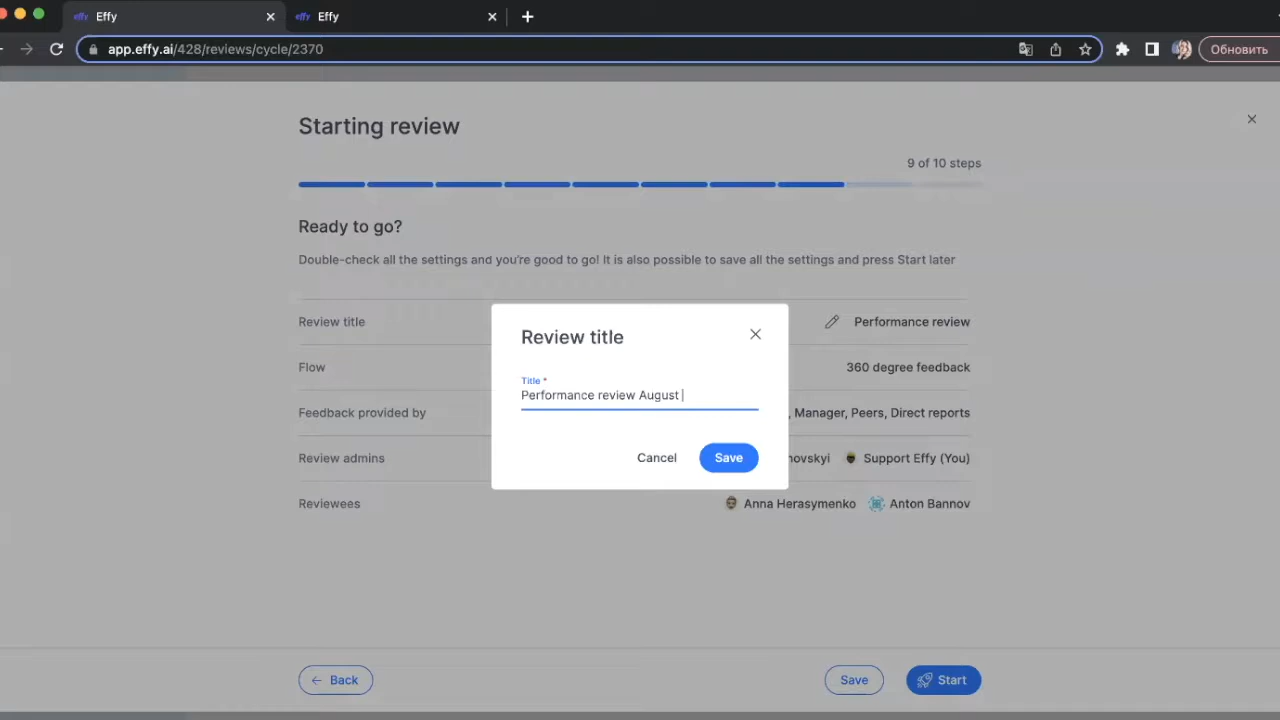 effy Effy
effy Effy
app.effy.ai/428/reviews/cycle/2370
Обновить
Starting review
9 of 10 steps
Ready to go?
Double-check all the settings and you're good to go! It is also possible to save all the settings and press Start later
Review title
Performance review
Flow
360 degree feedback
Feedback provided by
, Manager, Peers, Direct reports
Review admins
novskyi Support Effy (You)
Reviewees
Anna Herasymenko Anton Bannov
Review title
Title *
Performance review August
Cancel Save
Back Save Start